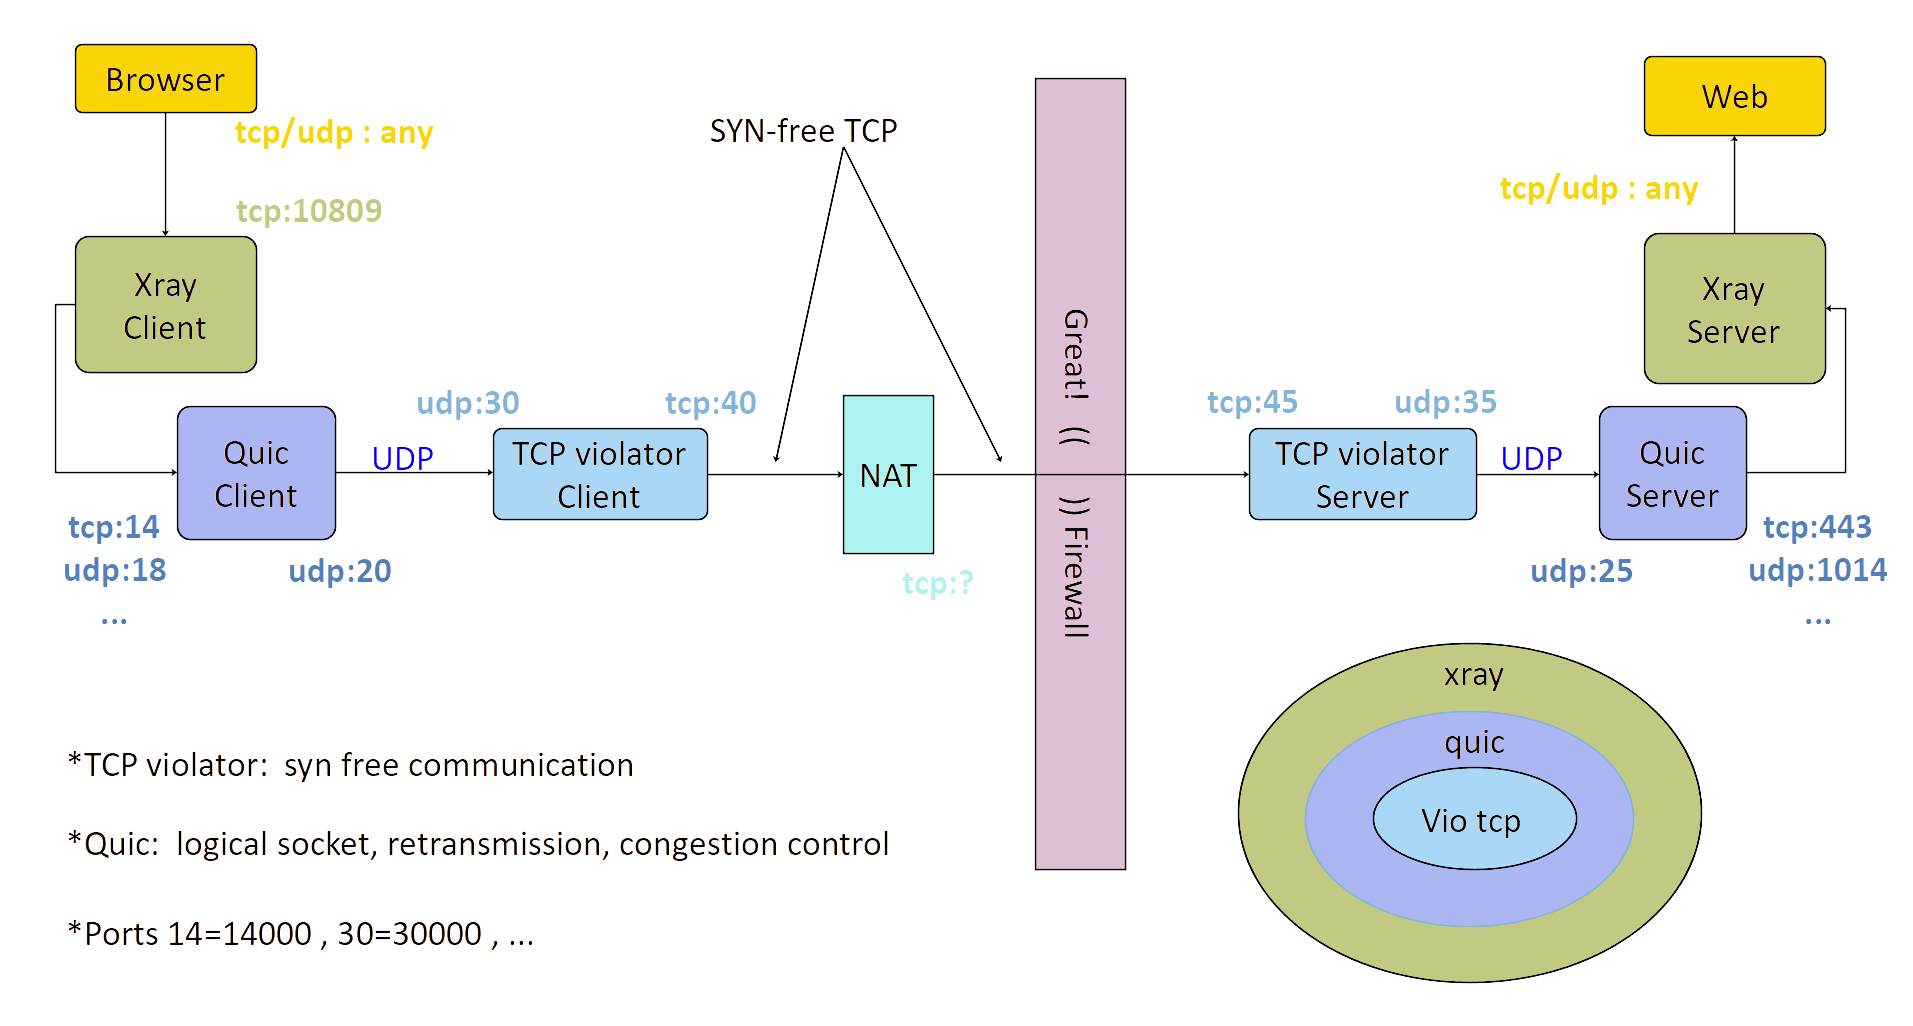 Browser
tcp/udp : any
tcp:10809
Xray
Client
Quic
Client
tcp:14
udp:18
...
udp:20
UDP
udp:30
tcp:40
TCP violator
Client
SYN-free TCP
NAT
tcp:?
Great! (( )) Firewall
tcp:45
udp:35
TCP violator
Server
UDP
Quic
Server
udp:25
tcp:443
udp:1014
...
Xray
Server
tcp/udp : any
Web
xray
quic
Vio tcp
*TCP violator: syn free communication
*Quic: logical socket, retransmission, congestion control
*Ports 14=14000 , 30=30000 , ...